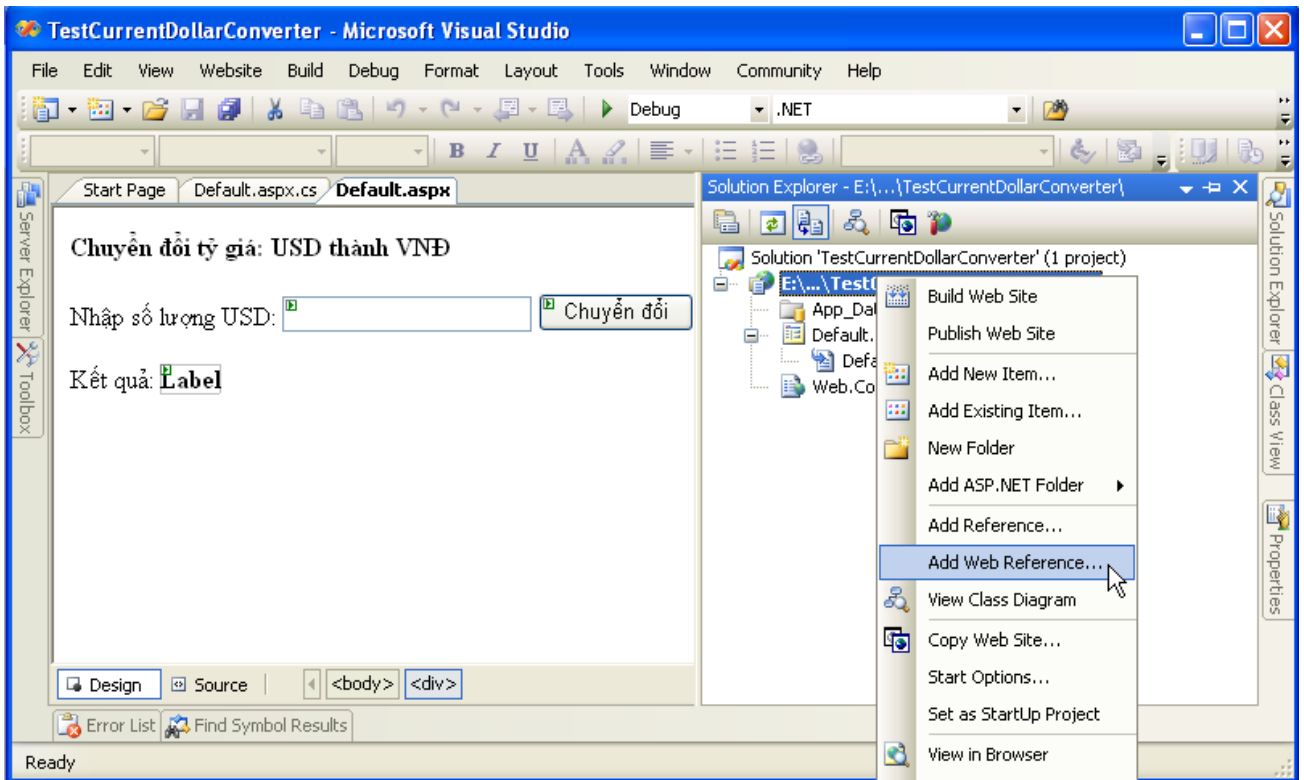 TestCurrentDollarConverter - Microsoft Visual Studio
File Edit View Website Build Debug Format Layout Tools Window Community Help
Debug .NET
B I U A
Server Explorer
Toolbox
Start Page Default.aspx.cs Default.aspx
Chuyển đổi tỷ giá: USD thành VNĐ
Nhập số lượng USD: Chuyển đổi
Kết quả: Label
Design Source <body> <div>
Error List Find Symbol Results
Ready
Solution Explorer - E:\...\TestCurrentDollarConverter\
Solution 'TestCurrentDollarConverter' (1 project)
E:\...\Test
App_Da
Default.
Defa
Web.Co
Build Web Site
Publish Web Site
Add New Item...
Add Existing Item...
New Folder
Add ASP.NET Folder
Add Reference...
Add Web Reference...
View Class Diagram
Copy Web Site...
Start Options...
Set as StartUp Project
View in Browser
Solution Explorer
Class View
Properties